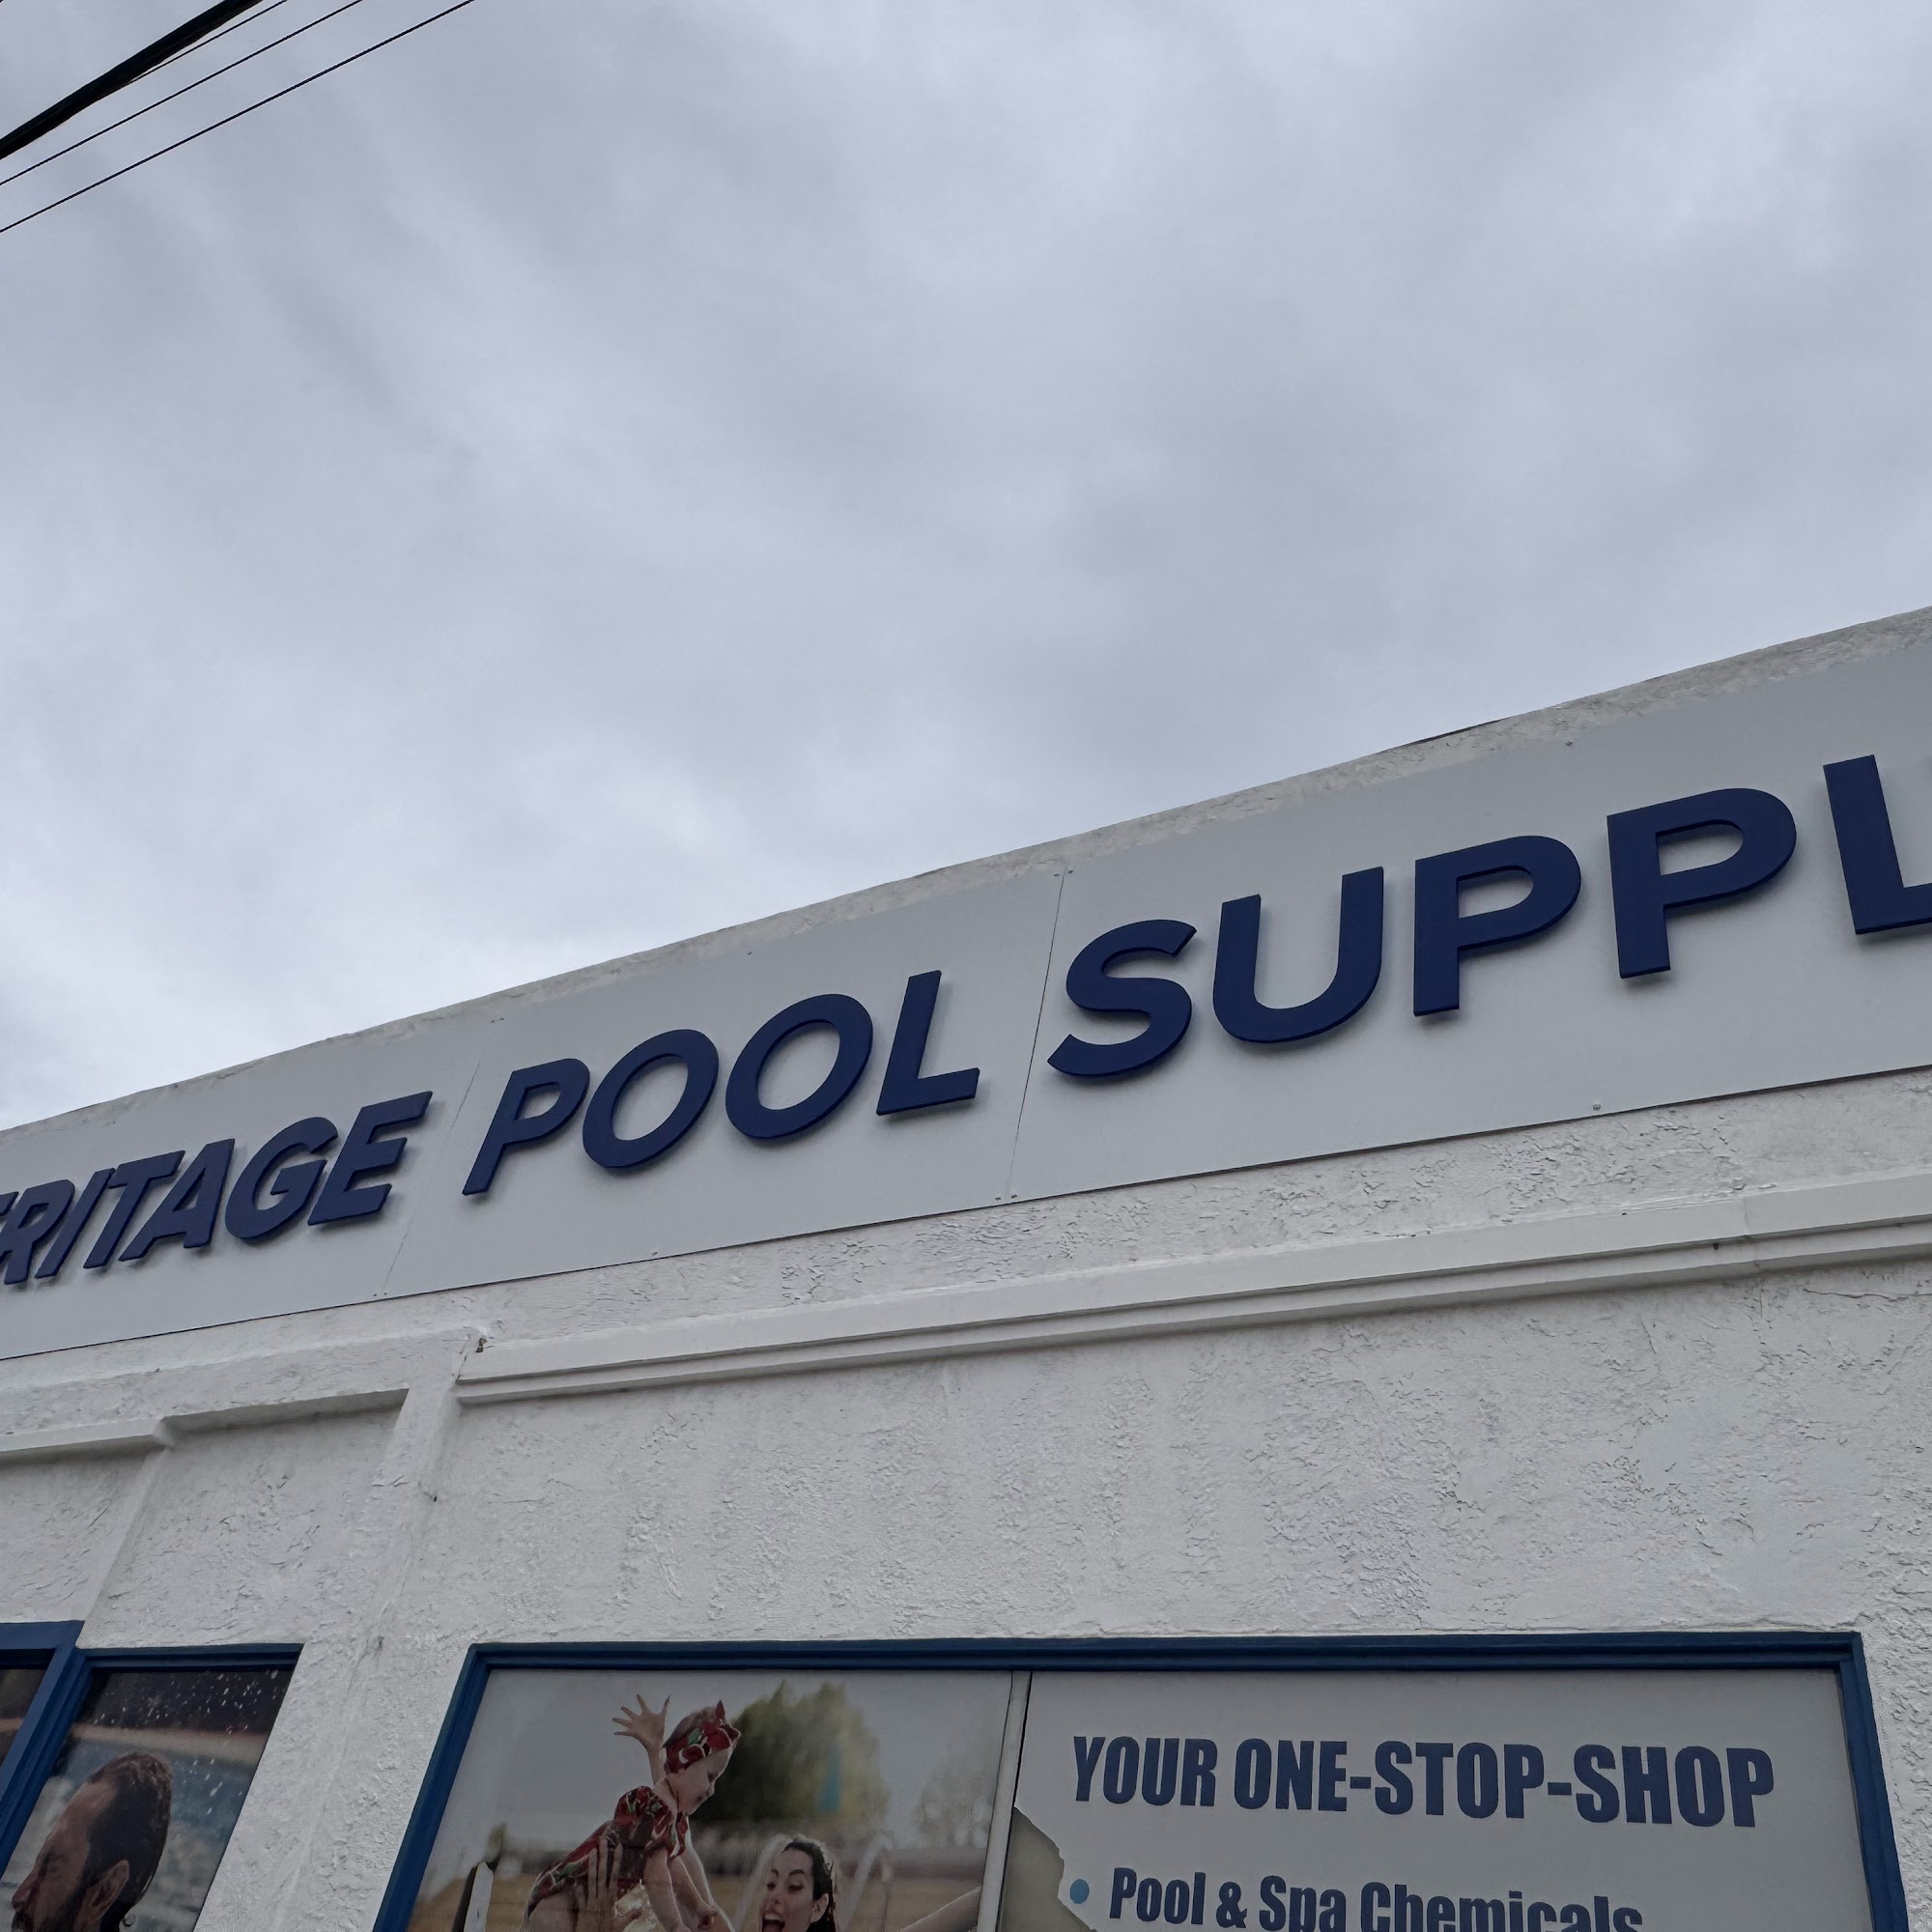 ERITAGE POOL SUPPL
YOUR ONE-STOP-SHOP
• Pool & Spa Chemicals